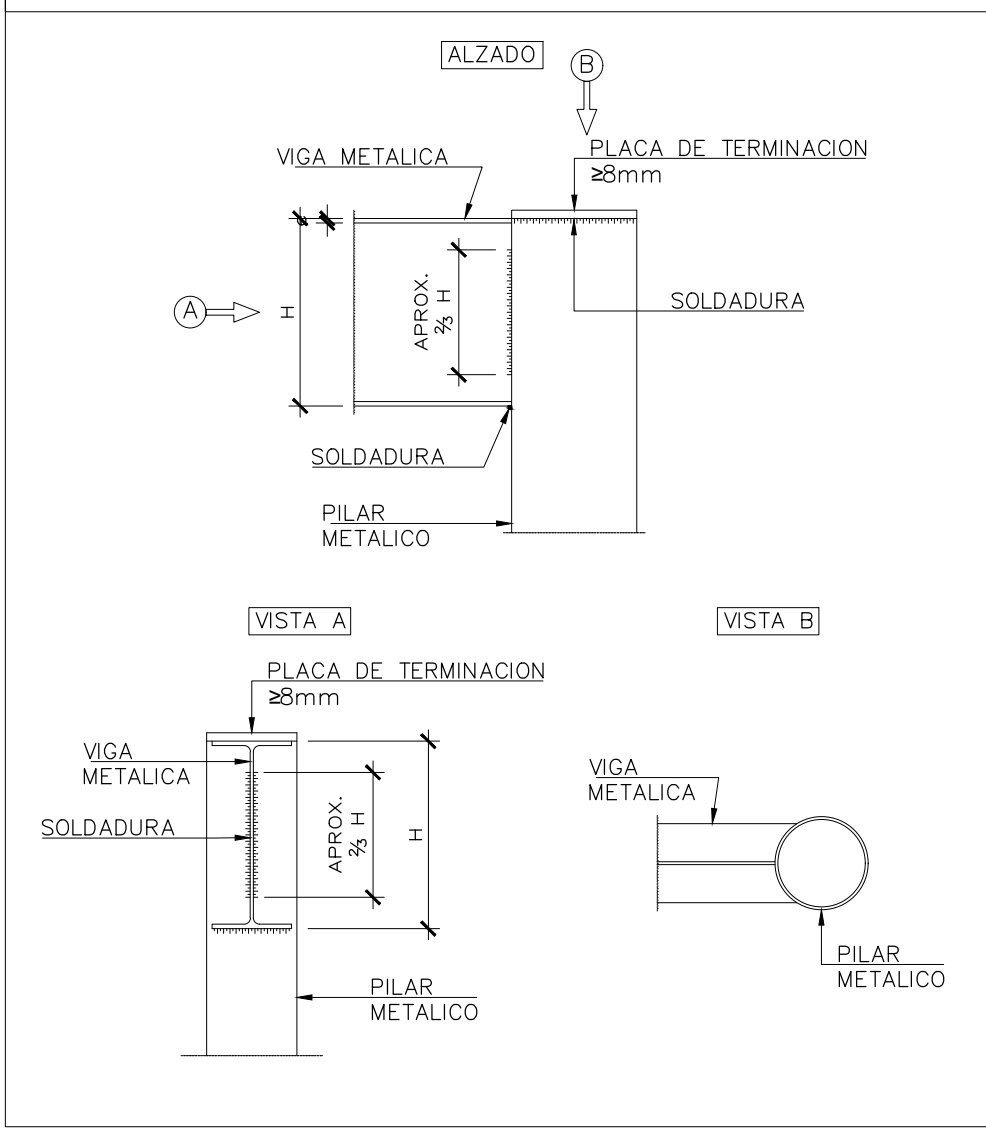 ALZADO
B
PLACA DE TERMINACION
≥8mm
VIGA METALICA
A
H
APROX.
⅔ H
SOLDADURA
SOLDADURA
PILAR
METALICO
VISTA A
VISTA B
PLACA DE TERMINACION
≥8mm
VIGA
METALICA
SOLDADURA
APROX.
⅔ H
H
PILAR
METALICO
VIGA
METALICA
PILAR
METALICO